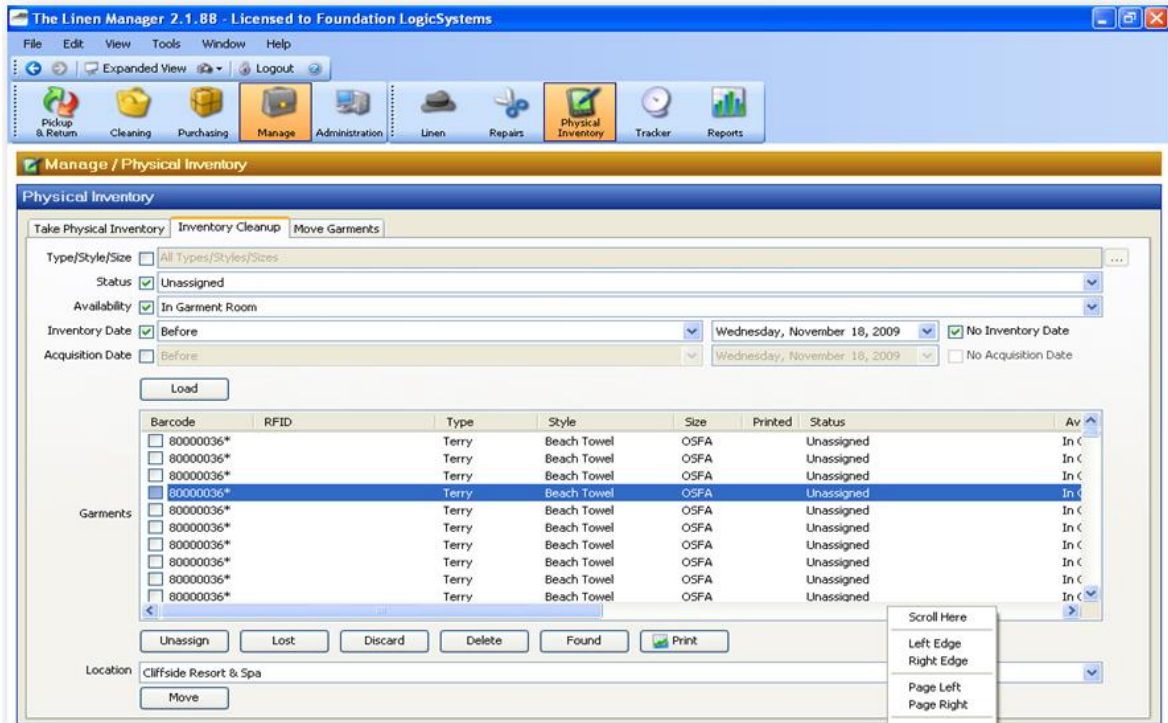 The Linen Manager 2.1.88 - Licensed to Foundation LogicSystems
File Edit View Tools Window Help
Expanded View Logout
Pickup & Return Cleaning Purchasing Manage Administration Linen Repairs Physical Inventory Tracker Reports
Manage / Physical Inventory
Physical Inventory
Take Physical Inventory Inventory Cleanup Move Garments
Type/Style/Size All Types/Styles/Sizes ...
Status Unassigned
Availability In Garment Room
Inventory Date Before Wednesday, November 18, 2009 No Inventory Date
Acquisition Date Before Wednesday, November 18, 2009 No Acquisition Date
Load
Barcode RFID Type Style Size Printed Status Av
80000036* Terry Beach Towel OSFA Unassigned In
80000036* Terry Beach Towel OSFA Unassigned In
80000036* Terry Beach Towel OSFA Unassigned In
80000036* Terry Beach Towel OSFA Unassigned In
Garments 80000036* Terry Beach Towel OSFA Unassigned In
80000036* Terry Beach Towel OSFA Unassigned In
80000036* Terry Beach Towel OSFA Unassigned In
80000036* Terry Beach Towel OSFA Unassigned In
80000036* Terry Beach Towel OSFA Unassigned In
80000036* Terry Beach Towel OSFA Unassigned In
Scroll Here
Unassign Lost Discard Delete Found Print
Left Edge
Right Edge
Location Cliffside Resort & Spa
Page Left
Move
Page Right